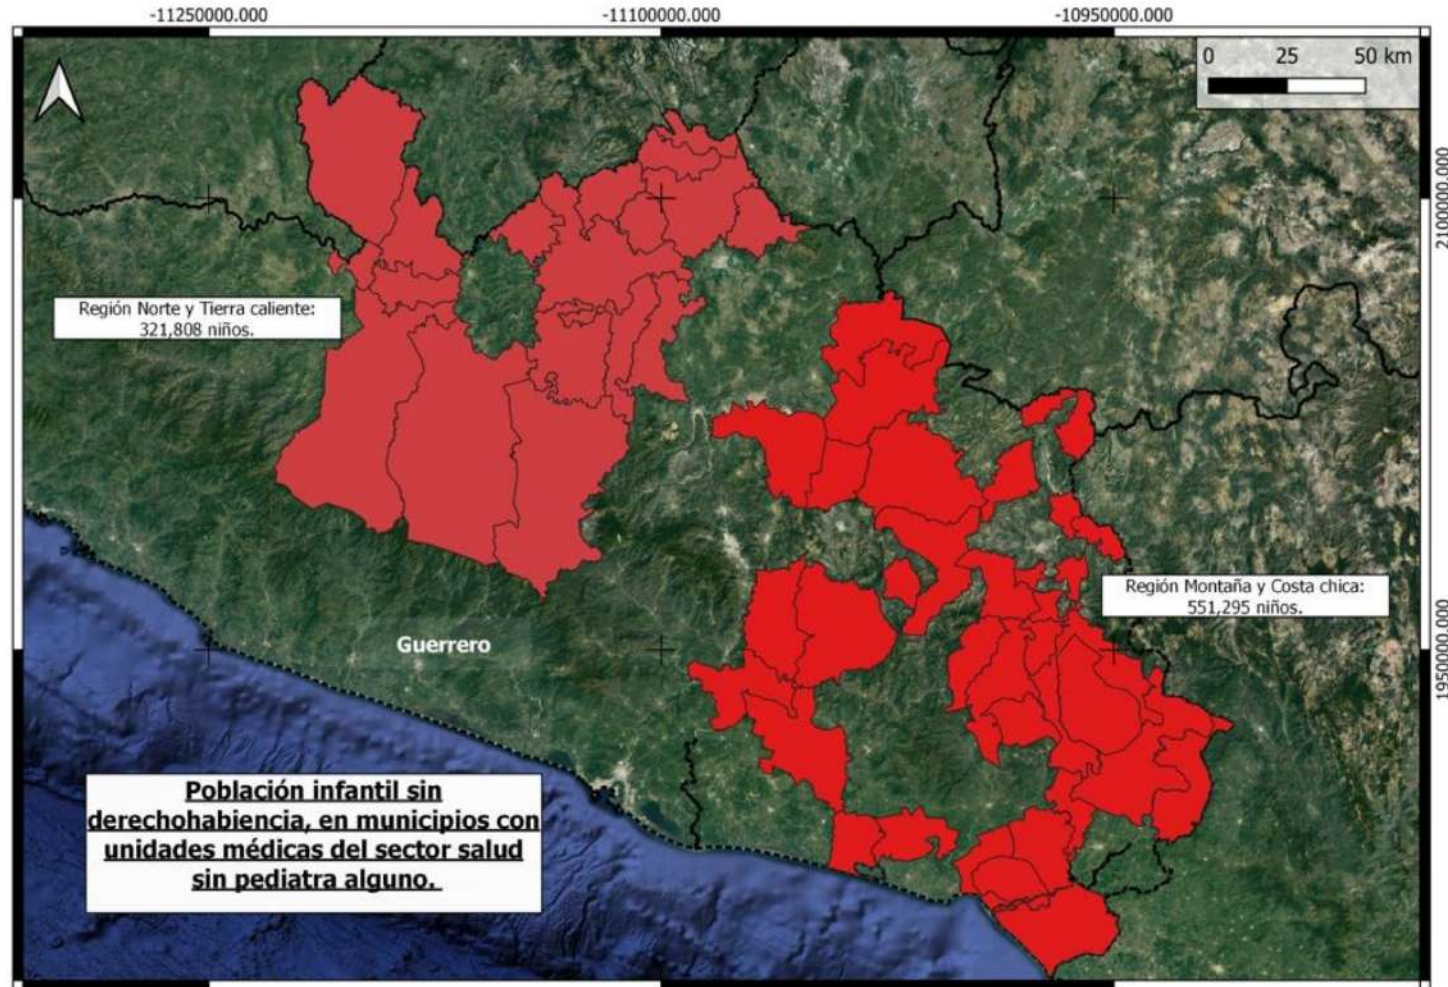 -11250000.000
-11100000.000
-10950000.000
0 25 50 km
2100000.000
Región Norte y Tierra caliente:
321,808 niños.
Región Montaña y Costa chica:
551,295 niños.
Guerrero
1950000.000
Población infantil sin
derechohabiencia, en municipios con
unidades médicas del sector salud
sin pediatra alguno.